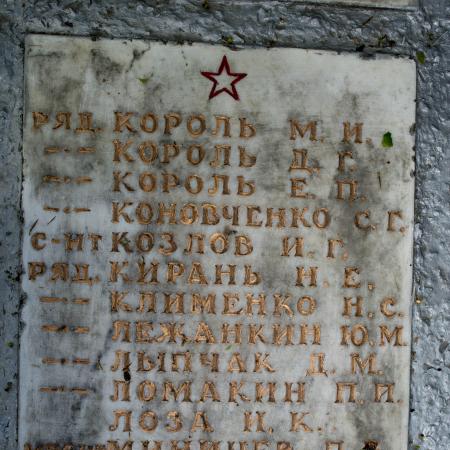 РЯД. КОРОЛЬ М. И.
—·— КОРОЛЬ Д. Г.
—·— КОРОЛЬ Е. П.
—·— КОНОВЧЕНКО С. Г.
С-НТ КОЗЛОВ И. Г.
РЯД. КИРАНЬ Н. Е.
—·— КЛИМЕНКО Н. С.
—·— ЛЕЖАНКИН Ю. М.
—·— ЛЫПЧАК Д. М.
—·— ЛОМАКИН П. И.
ЛОЗА И. К.